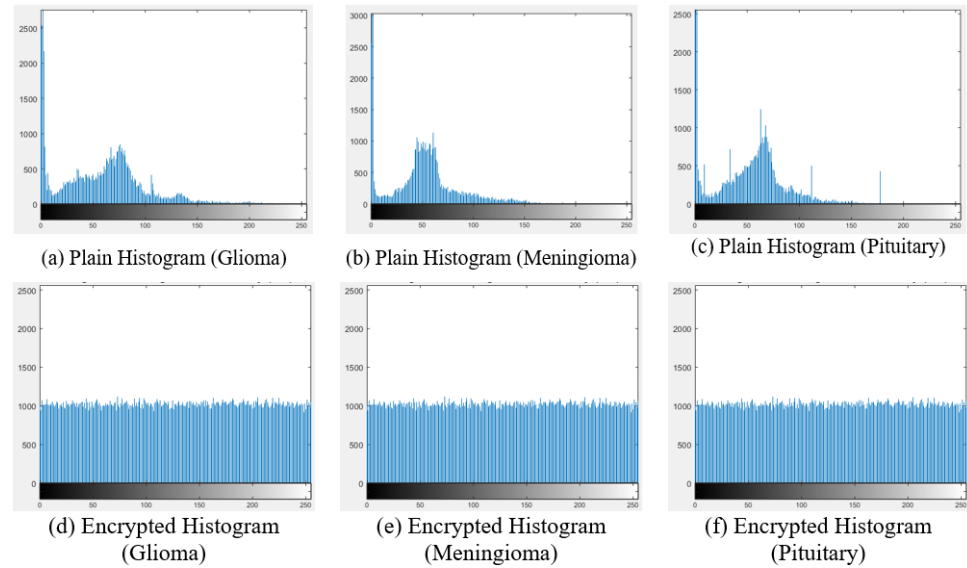 2500
2000
1500
1000
500
0
0 50 100 150 200 250
(a) Plain Histogram (Glioma)
3000
2500
2000
1500
1000
500
0
0 50 100 150 200 250
(b) Plain Histogram (Meningioma)
2500
2000
1500
1000
500
0
0 50 100 150 200 250
(c) Plain Histogram (Pituitary)
2500
2000
1500
1000
500
0
0 50 100 150 200 250
(d) Encrypted Histogram
(Glioma)
2500
2000
1500
1000
500
0
0 50 100 150 200 250
(e) Encrypted Histogram
(Meningioma)
2500
2000
1500
1000
500
0
0 50 100 150 200 250
(f) Encrypted Histogram
(Pituitary)